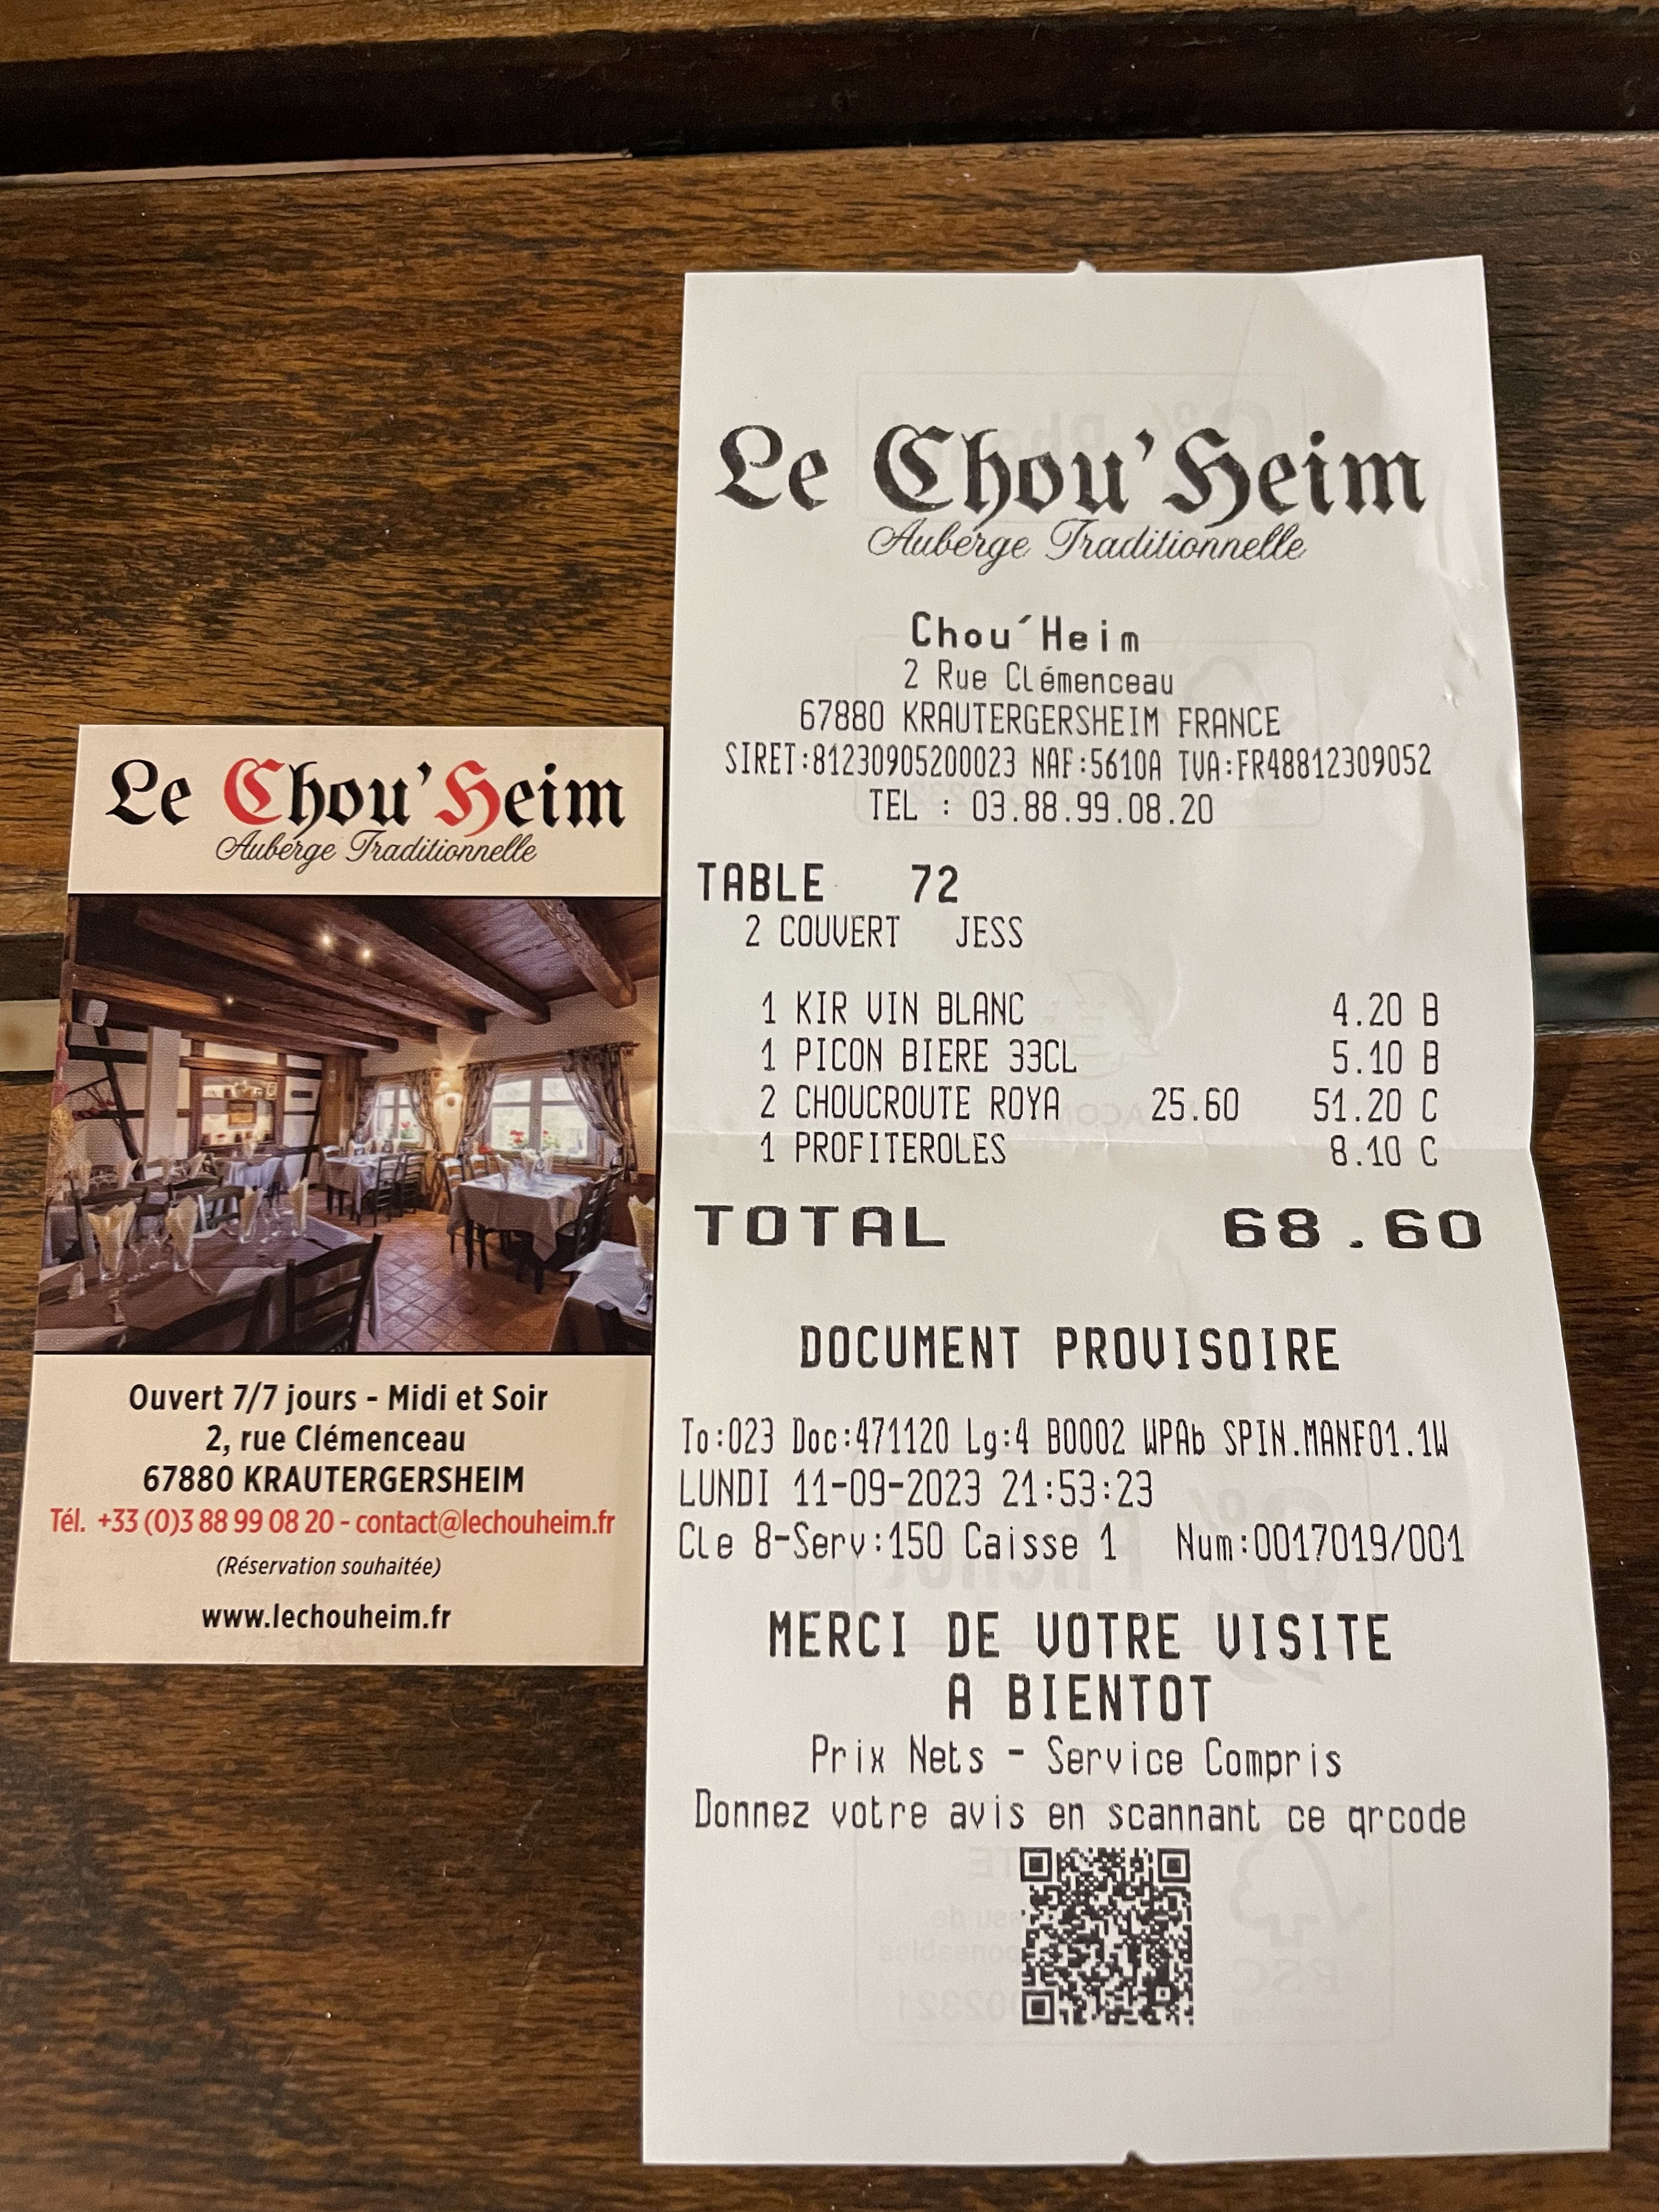 Le Chou'Heim
Auberge Traditionnelle
Ouvert 7/7 jours - Midi et Soir
2, rue Clémenceau
67880 KRAUTERGERSHEIM
Tél. +33 (0)3 88 99 08 20 - contact@lechouheim.fr
(Réservation souhaitée)
www.lechouheim.fr
Le Chou'Heim
Auberge Traditionnelle
Chou´Heim
2 Rue Clémenceau
67880 KRAUTERGERSHEIM FRANCE
SIRET:81230905200023 NAF:5610A TVA:FR48812309052
TEL : 03.88.99.08.20
TABLE 72
2 COUVERT JESS
1 KIR VIN BLANC 4.20 B
1 PICON BIERE 33CL 5.10 B
2 CHOUCROUTE ROYA 25.60 51.20 C
1 PROFITEROLES 8.10 C
TOTAL 68.60
DOCUMENT PROVISOIRE
To:023 Doc:471120 Lg:4 B0002 WPAb SPIN.MANF01.1W
LUNDI 11-09-2023 21:53:23
Cle 8-Serv:150 Caisse 1 Num:0017019/001
MERCI DE VOTRE VISITE
A BIENTOT
Prix Nets - Service Compris
Donnez votre avis en scannant ce qrcode